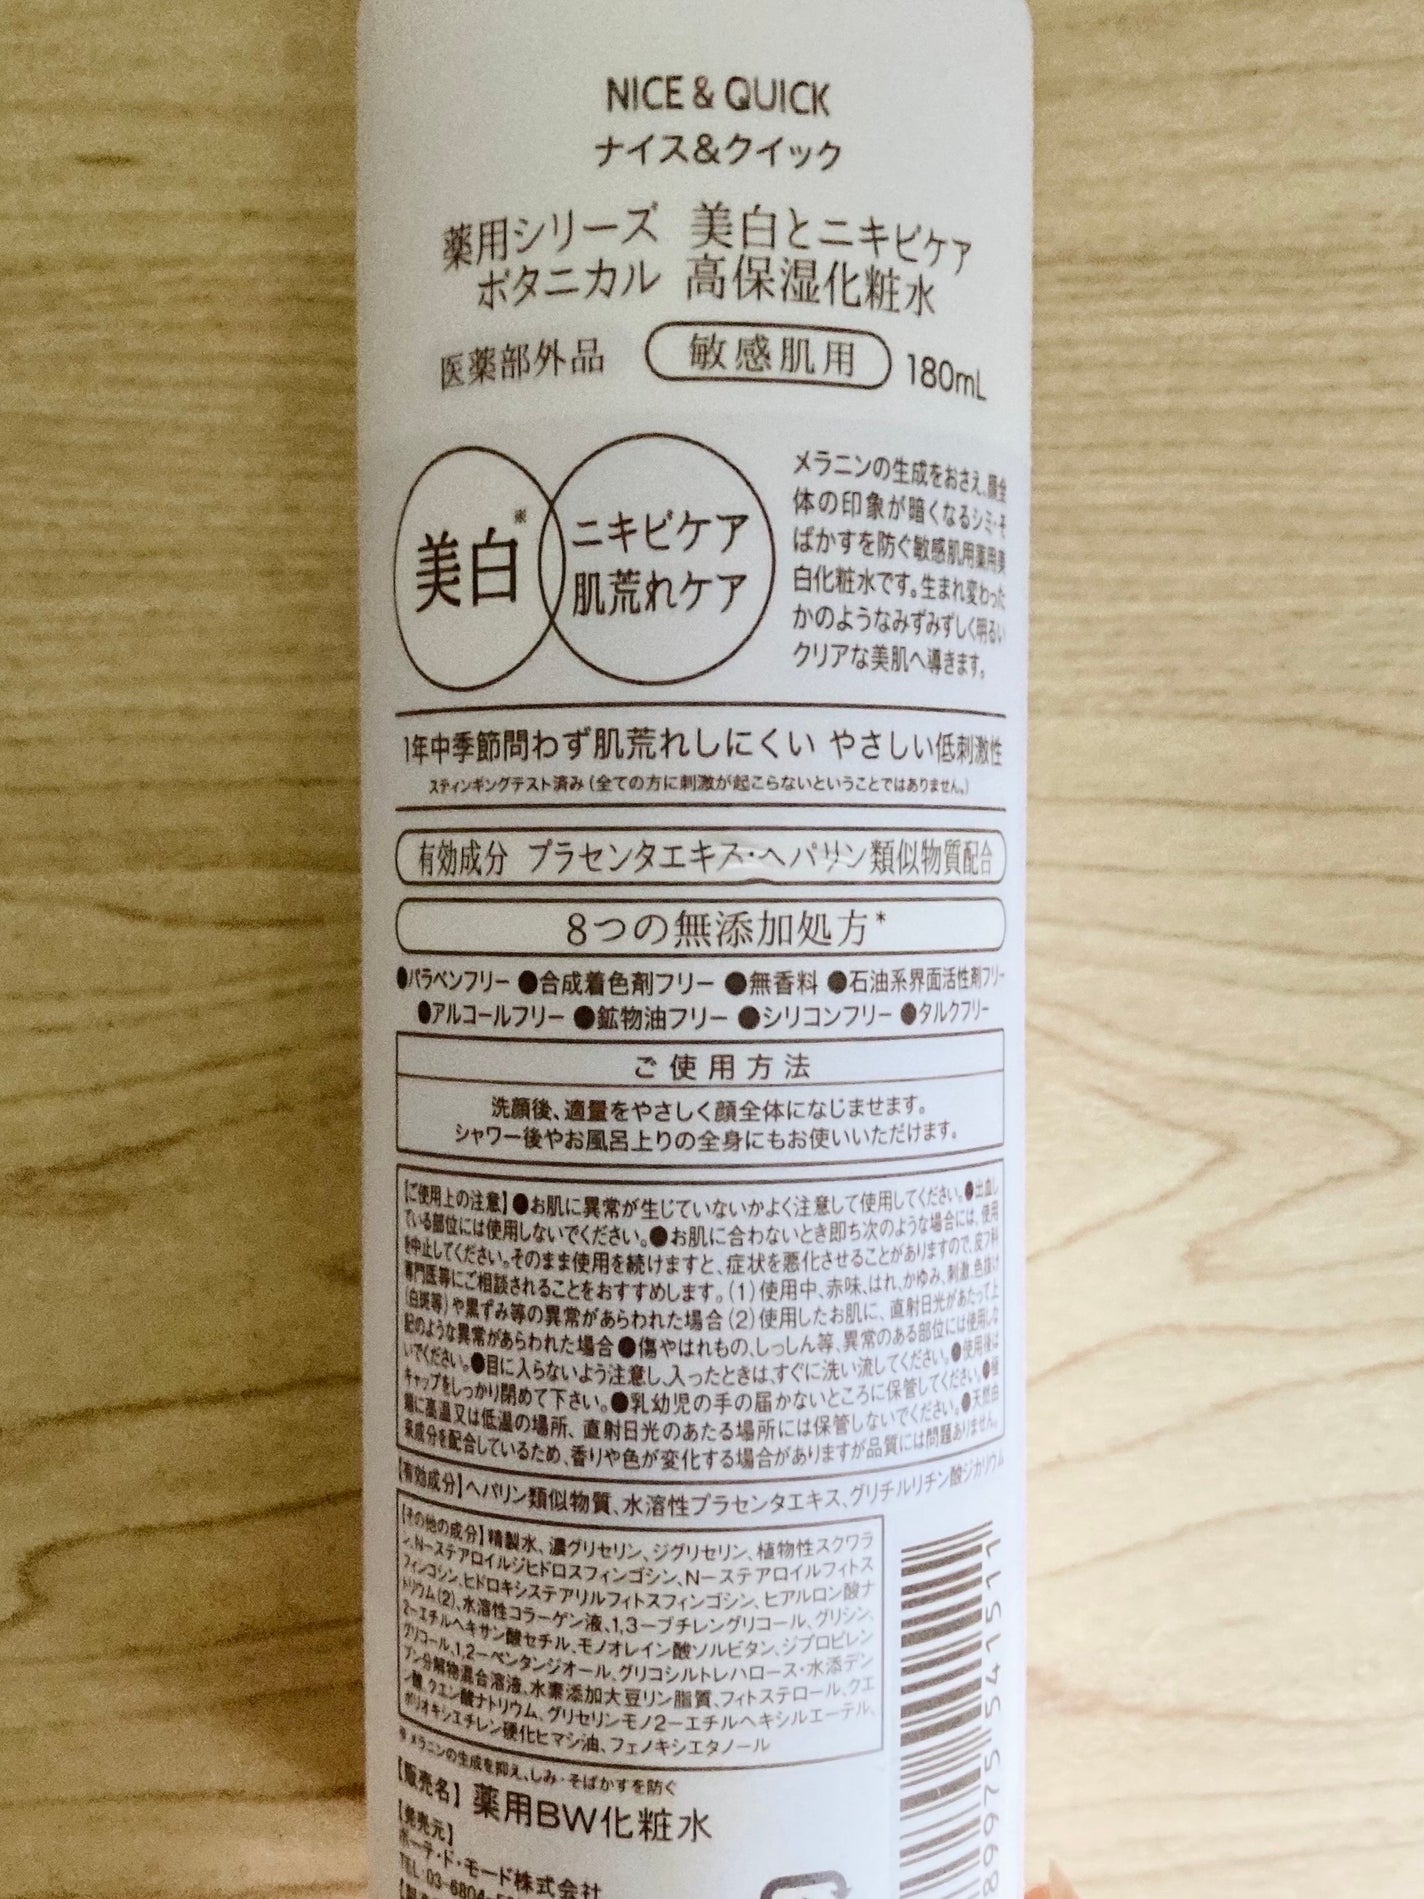 NICE & QUICK
ナイス&クイック
薬用シリーズ 美白とニキビケア
ボタニカル 高保湿化粧水
医薬部外品 敏感肌用 180mL
美白※
ニキビケア
肌荒れケア
メラニンの生成をおさえ、顔全
体の印象が暗くなるシミ・そ
ばかすを防ぐ敏感肌用薬用美
白化粧水です。生まれ変わった
かのようなみずみずしく明るい
クリアな美肌へ導きます。
1年中季節問わず肌荒れしにくい やさしい低刺激性
スティンギングテスト済み(全ての方に刺激が起こらないということではありません。)
有効成分 プラセンタエキス・ヘパリン類似物質配合
8つの無添加処方*
●パラベンフリー ●合成着色剤フリー ●無香料 ●石油系界面活性剤フリー
●アルコールフリー ●鉱物油フリー ●シリコンフリー ●タルクフリー
ご使用方法
洗顔後、適量をやさしく顔全体になじませます。
シャワー後やお風呂上りの全身にもお使いいただけます。
【ご使用上の注意】●お肌に異常が生じていないかよく注意して使用してください。●出血し
ている部位には使用しないでください。●お肌に合わないとき即ち次のような場合には、使用
を中止してください。そのまま使用を続けますと、症状を悪化させることがありますので、皮フ科
専門医等にご相談されることをおすすめします。(1)使用中、赤味、はれ、かゆみ、刺激、色抜け
(白斑等)や黒ずみ等の異常があらわれた場合(2)使用したお肌に、直射日光があたって上
記のような異常があらわれた場合●傷やはれもの、しっしん等、異常のある部位には使用しな
いでください。●目に入らないよう注意し、入ったときは、すぐに洗い流してください。●使用後は
キャップをしっかり閉めて下さい。●乳幼児の手の届かないところに保管してください。●極
端に高温又は低温の場所、直射日光のあたる場所には保管しないでください。●天然由
来成分を配合しているため、香りや色が変化する場合がありますが品質には問題ありません。
【有効成分】ヘパリン類似物質、水溶性プラセンタエキス、グリチルリチン酸ジカリウム
【その他の成分】精製水、濃グリセリン、ジグリセリン、植物性スクワラ
ン、N－ステアロイルジヒドロスフィンゴシン、N－ステアロイルフィトス
フィンゴシン、ヒドロキシステアリルフィトスフィンゴシン、ヒアルロン酸ナ
トリウム(2)、水溶性コラーゲン液、1,3－ブチレングリコール、グリシン、
2－エチルヘキサン酸セチル、モノオレイン酸ソルビタン、ジプロピレン
グリコール、1,2－ペンタンジオール、グリコシルトレハロース・水添デン
プン分解物混合溶液、水素添加大豆リン脂質、フィトステロール、クエ
ン酸、クエン酸ナトリウム、グリセリンモノ2－エチルヘキシルエーテル、
ポリオキシエチレン硬化ヒマシ油、フェノキシエタノール
※メラニンの生成を抑え、しみ・そばかすを防ぐ
【販売名】薬用BW化粧水
【発売元】
ボーテ・ド・モード株式会社
TEL:03-6804-